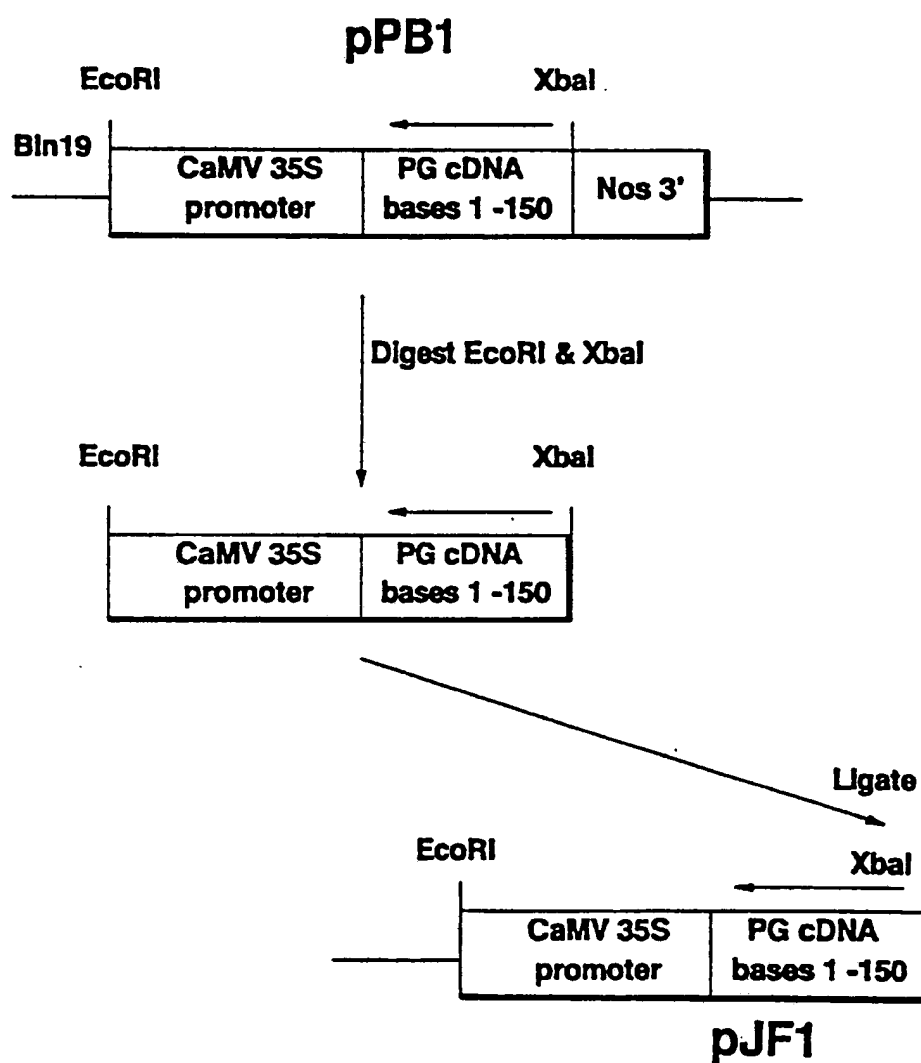 pPB1
EcoRI XbaI
Bin19
CaMV 35S promoter
PG cDNA bases 1 -150
Nos 3'
Digest EcoRI & XbaI
EcoRI XbaI
CaMV 35S promoter
PG cDNA bases 1 -150
Ligate
EcoRI XbaI
CaMV 35S promoter
PG cDNA bases 1 -150
pJF1